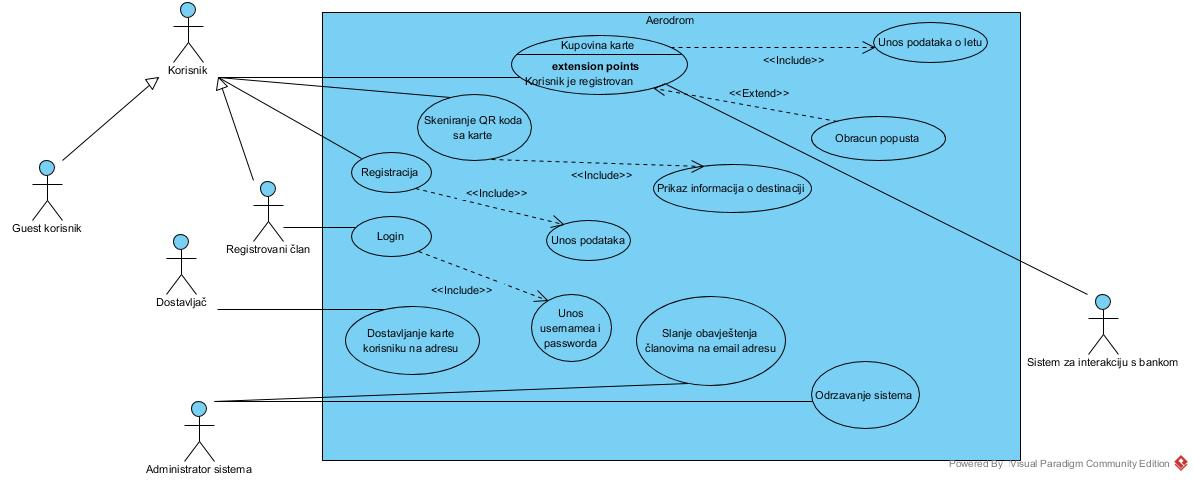 Aerodrom
Korisnik
Kupovina karte
extension points
Korisnik je registrovan
Unos podataka o letu
<<Include>>
<<Extend>>
Obracun popusta
Skeniranje QR koda
sa karte
<<Include>>
Prikaz informacija o destinaciji
Registracija
<<Include>>
Unos podataka
Guest korisnik
Registrovani član
Login
<<Include>>
Unos
usernamea i
passworda
Dostavljač
Dostavljanje karte
korisniku na adresu
Slanje obavještenja
članovima na email adresu
Sistem za interakciju s bankom
Odrzavanje sistema
Administrator sistema
Powered By Visual Paradigm Community Edition